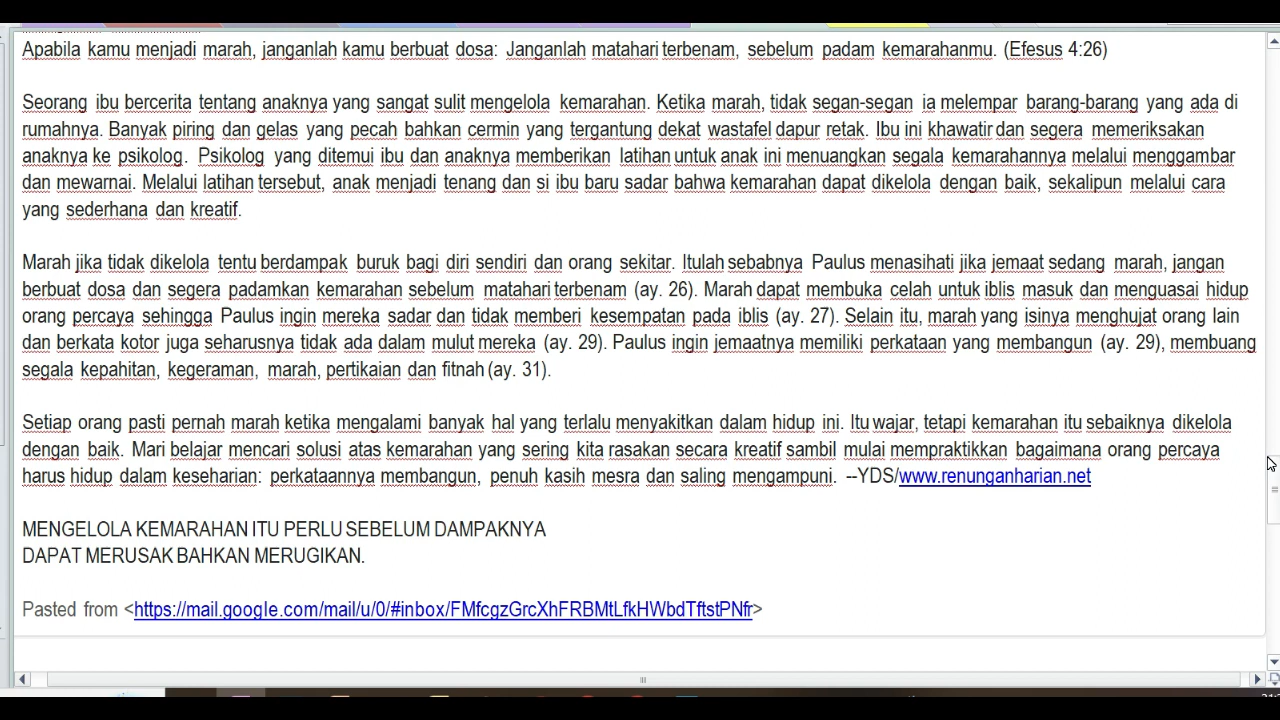 Apabila kamu menjadi marah, janganlah kamu berbuat dosa: Janganlah matahari terbenam, sebelum padam kemarahanmu. (Efesus 4:26)
Seorang ibu bercerita tentang anaknya yang sangat sulit mengelola kemarahan. Ketika marah, tidak segan-segan ia melempar barang-barang yang ada di
rumahnya. Banyak piring dan gelas yang pecah bahkan cermin yang tergantung dekat wastafel dapur retak. Ibu ini khawatir dan segera memeriksakan
anaknya ke psikolog. Psikolog yang ditemui ibu dan anaknya memberikan latihan untuk anak ini menuangkan segala kemarahannya melalui menggambar
dan mewarnai. Melalui latihan tersebut, anak menjadi tenang dan si ibu baru sadar bahwa kemarahan dapat dikelola dengan baik, sekalipun melalui cara
yang sederhana dan kreatif.
Marah jika tidak dikelola tentu berdampak buruk bagi diri sendiri dan orang sekitar. Itulah sebabnya Paulus menasihati jika jemaat sedang marah, jangan
berbuat dosa dan segera padamkan kemarahan sebelum matahari terbenam (ay. 26). Marah dapat membuka celah untuk iblis masuk dan menguasai hidup
orang percaya sehingga Paulus ingin mereka sadar dan tidak memberi kesempatan pada iblis (ay. 27). Selain itu, marah yang isinya menghujat orang lain
dan berkata kotor juga seharusnya tidak ada dalam mulut mereka (ay. 29). Paulus ingin jemaatnya memiliki perkataan yang membangun (ay. 29), membuang
segala kepahitan, kegeraman, marah, pertikaian dan fitnah (ay. 31).
Setiap orang pasti pernah marah ketika mengalami banyak hal yang terlalu menyakitkan dalam hidup ini. Itu wajar, tetapi kemarahan itu sebaiknya dikelola
dengan baik. Mari belajar mencari solusi atas kemarahan yang sering kita rasakan secara kreatif sambil mulai mempraktikkan bagaimana orang percaya
harus hidup dalam keseharian: perkataannya membangun, penuh kasih mesra dan saling mengampuni. --YDS/www.renunganharian.net
MENGELOLA KEMARAHAN ITU PERLU SEBELUM DAMPAKNYA
DAPAT MERUSAK BAHKAN MERUGIKAN.
Pasted from <https://mail.google.com/mail/u/0/#inbox/FMfcgzGrcXhFRBMtLfkHWbdTftstPNfr>